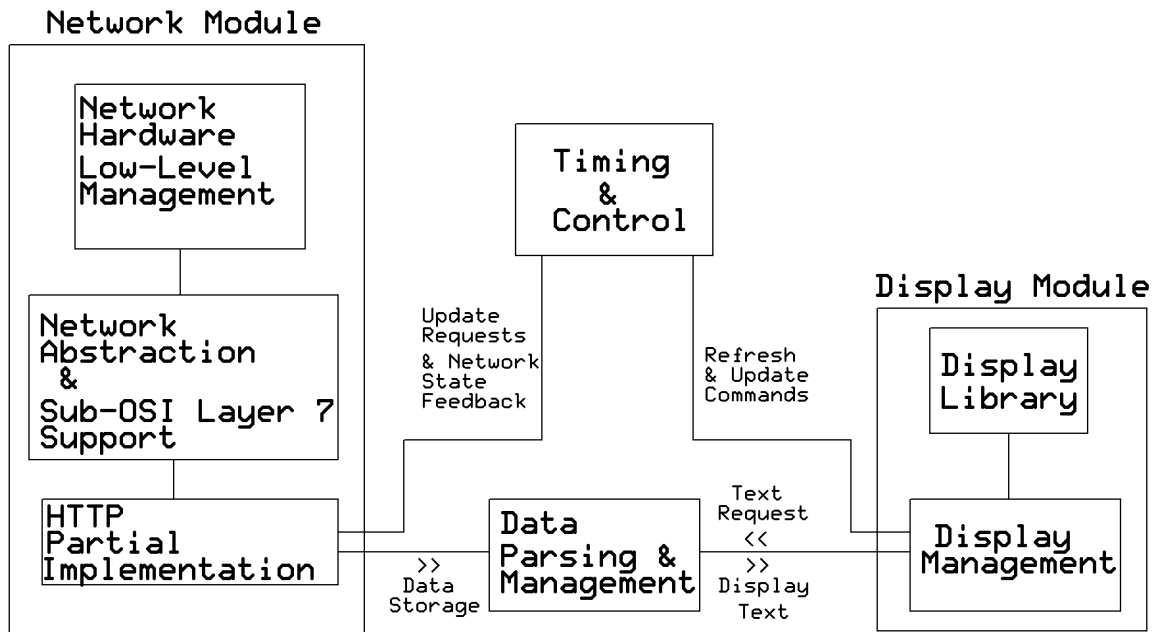 Network Module
Network
Hardware
Low-Level
Management
Network
Abstraction
&
Sub-OSI Layer 7
Support
HTTP
Partial
Implementation
Timing
&
Control
Update
Requests
& Network
State
Feedback
Refresh
& Update
Commands
>>
Data
Storage
Data
Parsing &
Management
Text
Request
<<
>>
Display
Text
Display Module
Display
Library
Display
Management